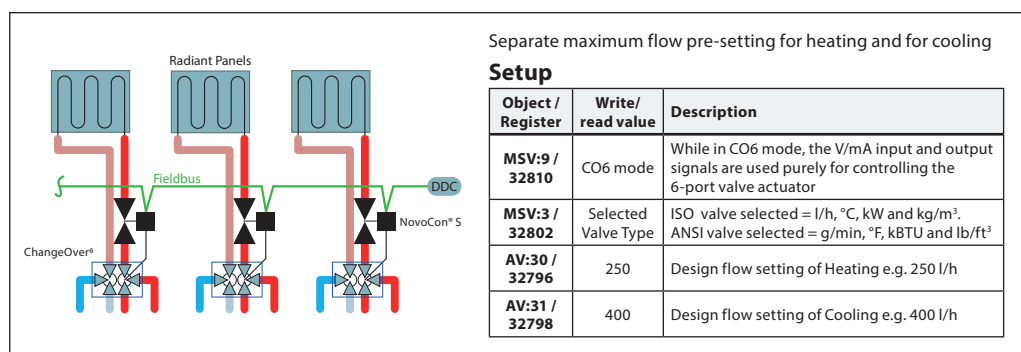 Radiant Panels
Fieldbus
DDC
NovoCon® S
ChangeOver⁶
Separate maximum flow pre-setting for heating and for cooling
Setup
Object /
Register
Write/
read value
Description
MSV:9 /
32810
CO6 mode
While in CO6 mode, the V/mA input and output
signals are used purely for controlling the
6-port valve actuator
MSV:3 /
32802
Selected
Valve Type
ISO valve selected = l/h, °C, kW and kg/m³.
ANSI valve selected = g/min, °F, kBTU and lb/ft³
AV:30 /
32796
250
Design flow setting of Heating e.g. 250 l/h
AV:31 /
32798
400
Design flow setting of Cooling e.g. 400 l/h